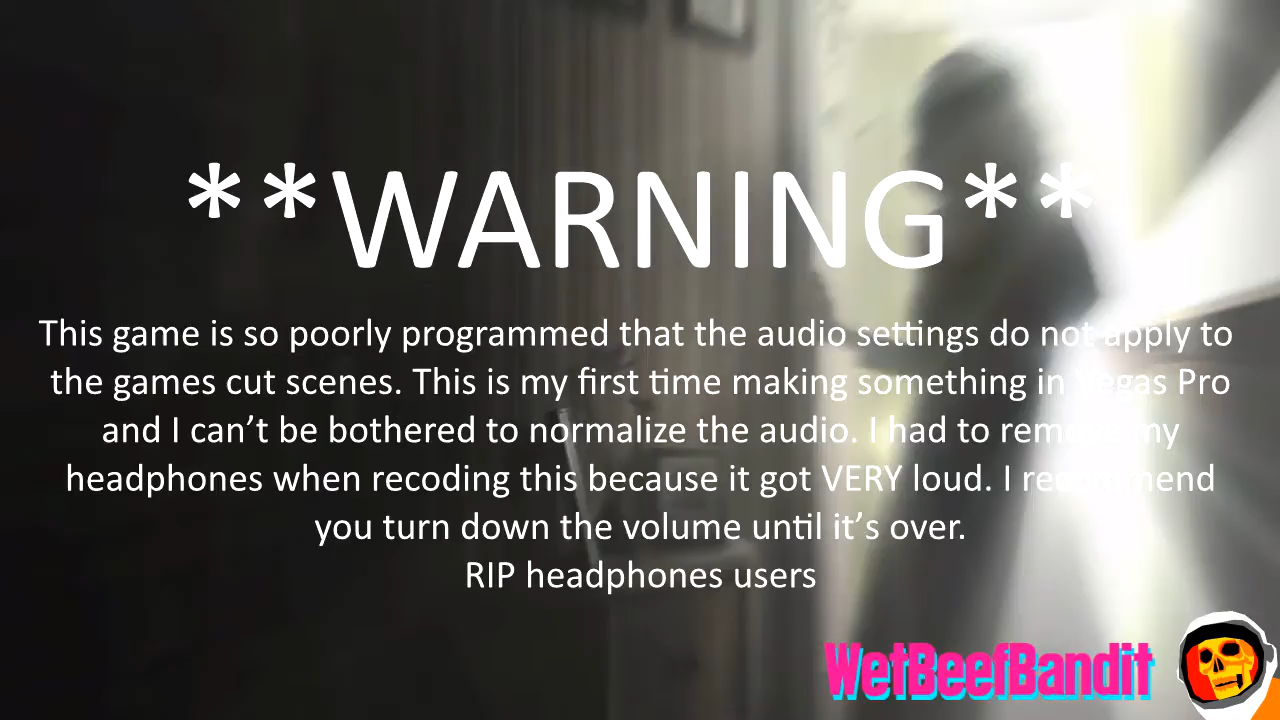 **WARNING**
This game is so poorly programmed that the audio settings do not apply to
the games cut scenes. This is my first time making something in Vegas Pro
and I can’t be bothered to normalize the audio. I had to remove my
headphones when recoding this because it got VERY loud. I recommend
you turn down the volume until it’s over.
RIP headphones users
WetBeefBandit